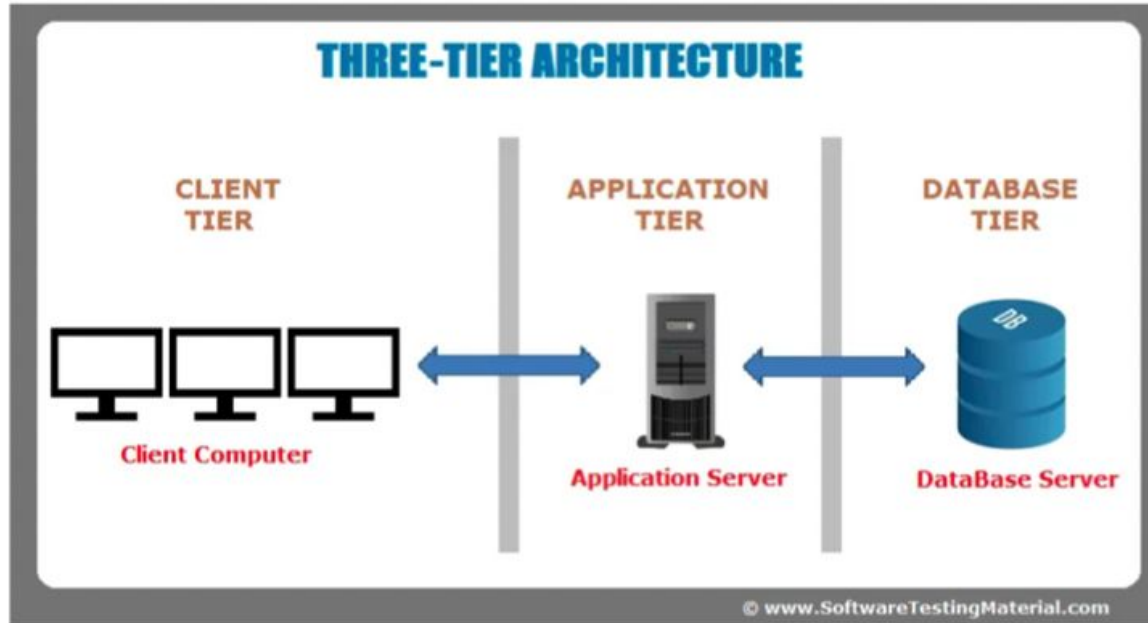 THREE-TIER ARCHITECTURE
CLIENT
TIER
APPLICATION
TIER
DATABASE
TIER
DB
Client Computer
Application Server
DataBase Server
© www.SoftwareTestingMaterial.com